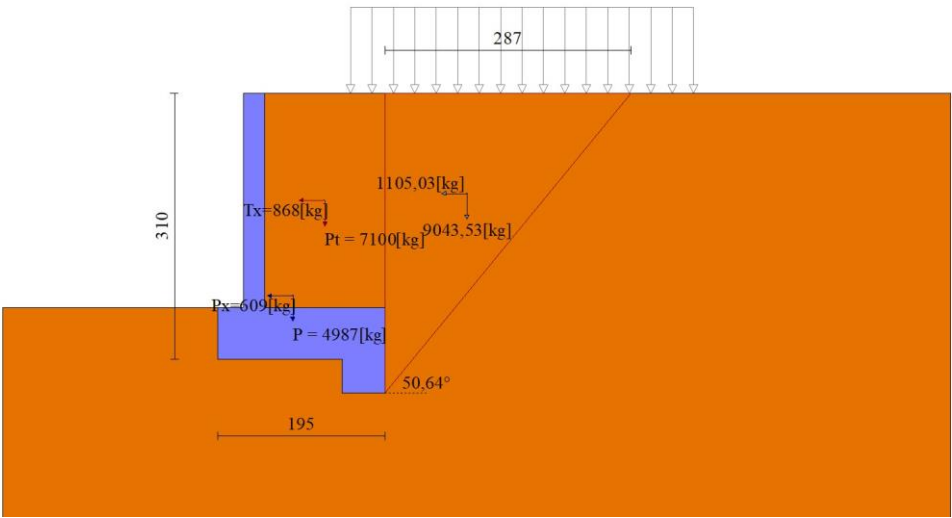 287
1105,03[kg]
Tx=868[kg]
9043,53[kg]
Pt = 7100[kg]
310
Px=609[kg]
P = 4987[kg]
50,64°
195